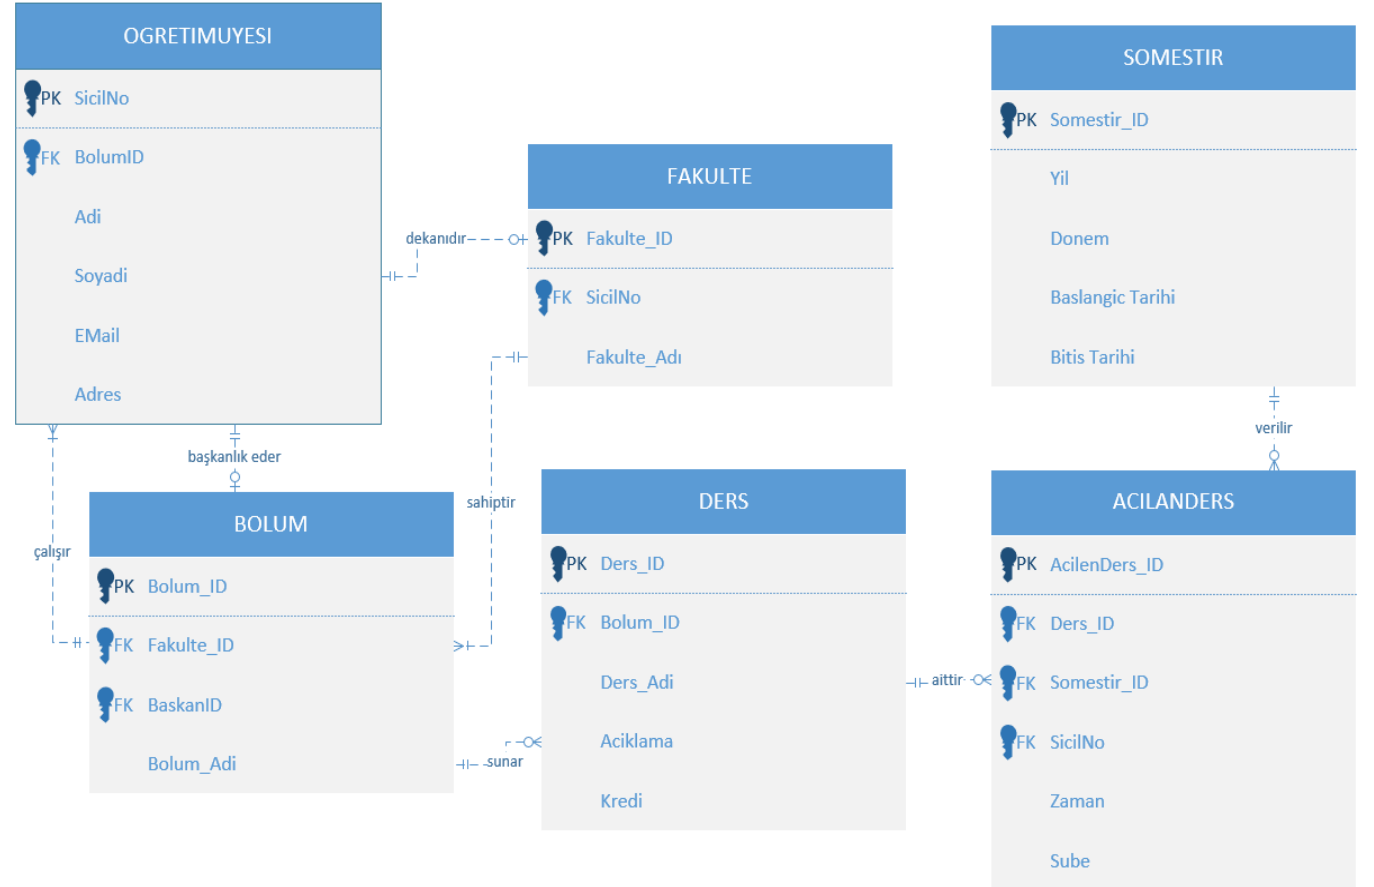 OGRETIMUYESI
PK SicilNo
FK BolumID
Adi
Soyadi
EMail
Adres
FAKULTE
PK Fakulte_ID
FK SicilNo
Fakulte_Adı
SOMESTIR
PK Somestir_ID
Yil
Donem
Baslangic Tarihi
Bitis Tarihi
dekanıdır
başkanlık eder
çalışır
sahiptir
verilir
BOLUM
PK Bolum_ID
FK Fakulte_ID
FK BaskanID
Bolum_Adi
sunar
DERS
PK Ders_ID
FK Bolum_ID
Ders_Adi
Aciklama
Kredi
aittir
ACILANDERS
PK AcilenDers_ID
FK Ders_ID
FK Somestir_ID
FK SicilNo
Zaman
Sube